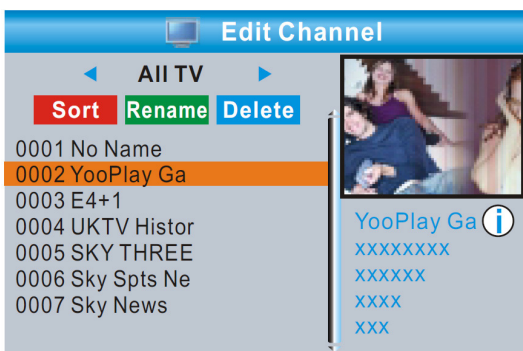 Edit Channel
All TV
Sort Rename Delete
0001 No Name
0002 YooPlay Ga
0003 E4+1
0004 UKTV Histor
0005 SKY THREE
0006 Sky Spts Ne
0007 Sky News
YooPlay Ga i
xxxxxxxx
xxxxxx
xxxx
xxx